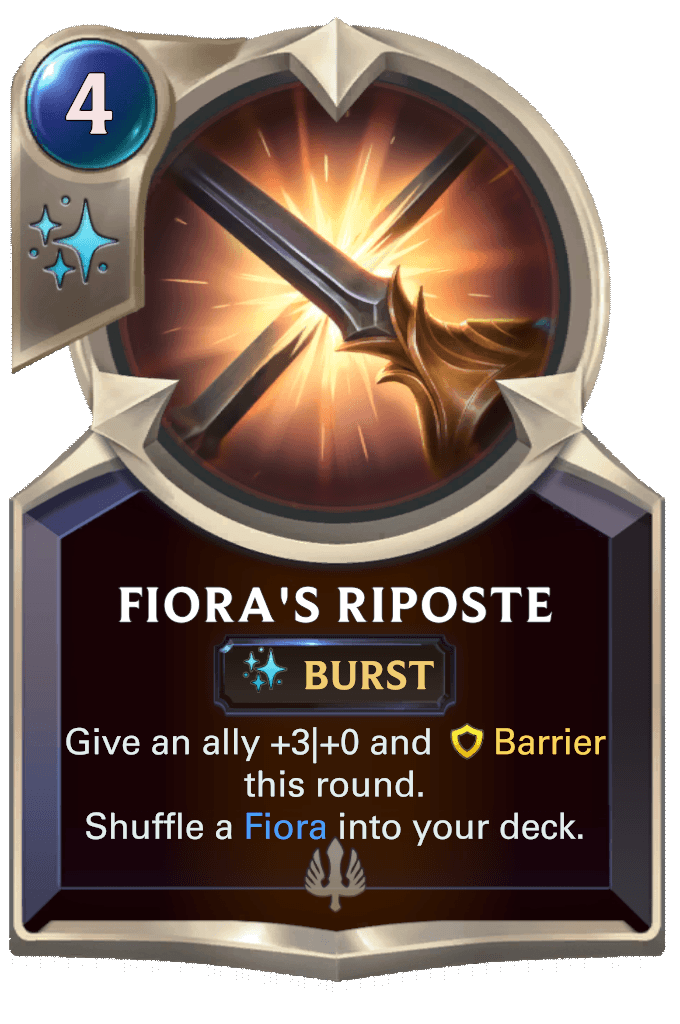 4
FIORA'S RIPOSTE
BURST
Give an ally +3|+0 and Barrier
this round.
Shuffle a Fiora into your deck.